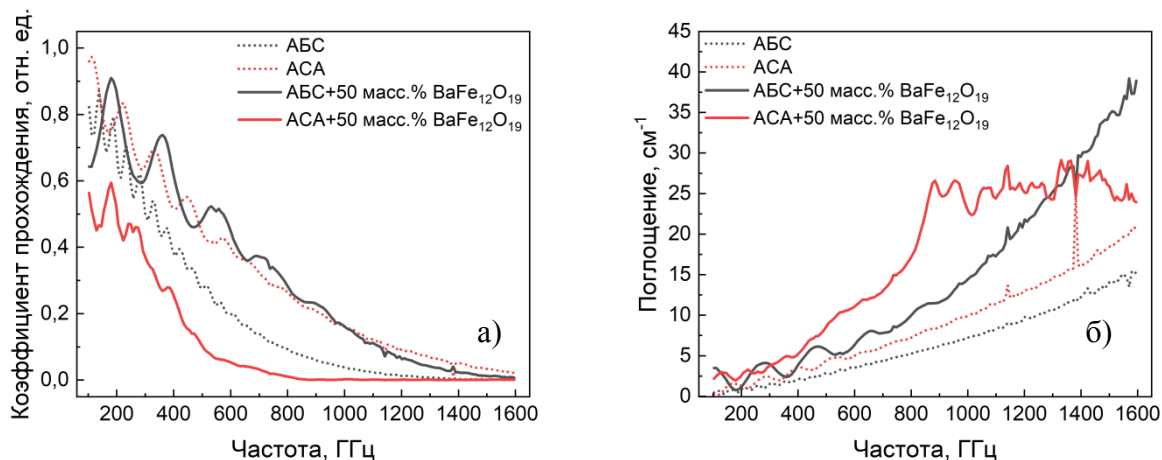 Коэффициент прохождения, отн. ед.
1,0
0,8
0,6
0,4
0,2
0,0
АБС
АСА
АБС+50 масс.% BaFe₁₂O₁₉
АСА+50 масс.% BaFe₁₂O₁₉
а)
200 400 600 800 1000 1200 1400 1600
Частота, ГГц
Поглощение, см⁻¹
45
40
35
30
25
20
15
10
5
0
АБС
АСА
АБС+50 масс.% BaFe₁₂O₁₉
АСА+50 масс.% BaFe₁₂O₁₉
б)
200 400 600 800 1000 1200 1400 1600
Частота, ГГц